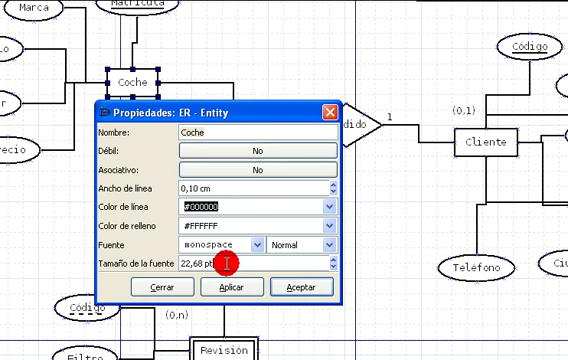 Marca
Matrícula
Código
Coche
Propiedades: ER - Entity
Nombre: Coche
Débil: No
Asociativo: No
Ancho de línea 0,10 cm
Color de línea #000000
Color de relleno #FFFFFF
Fuente monospace Normal
Tamaño de la fuente 22,68 pt
Cerrar Aplicar Aceptar
dido
1
(0,1)
Cliente
Teléfono
Código
(0,n)
Revisión
Filtro